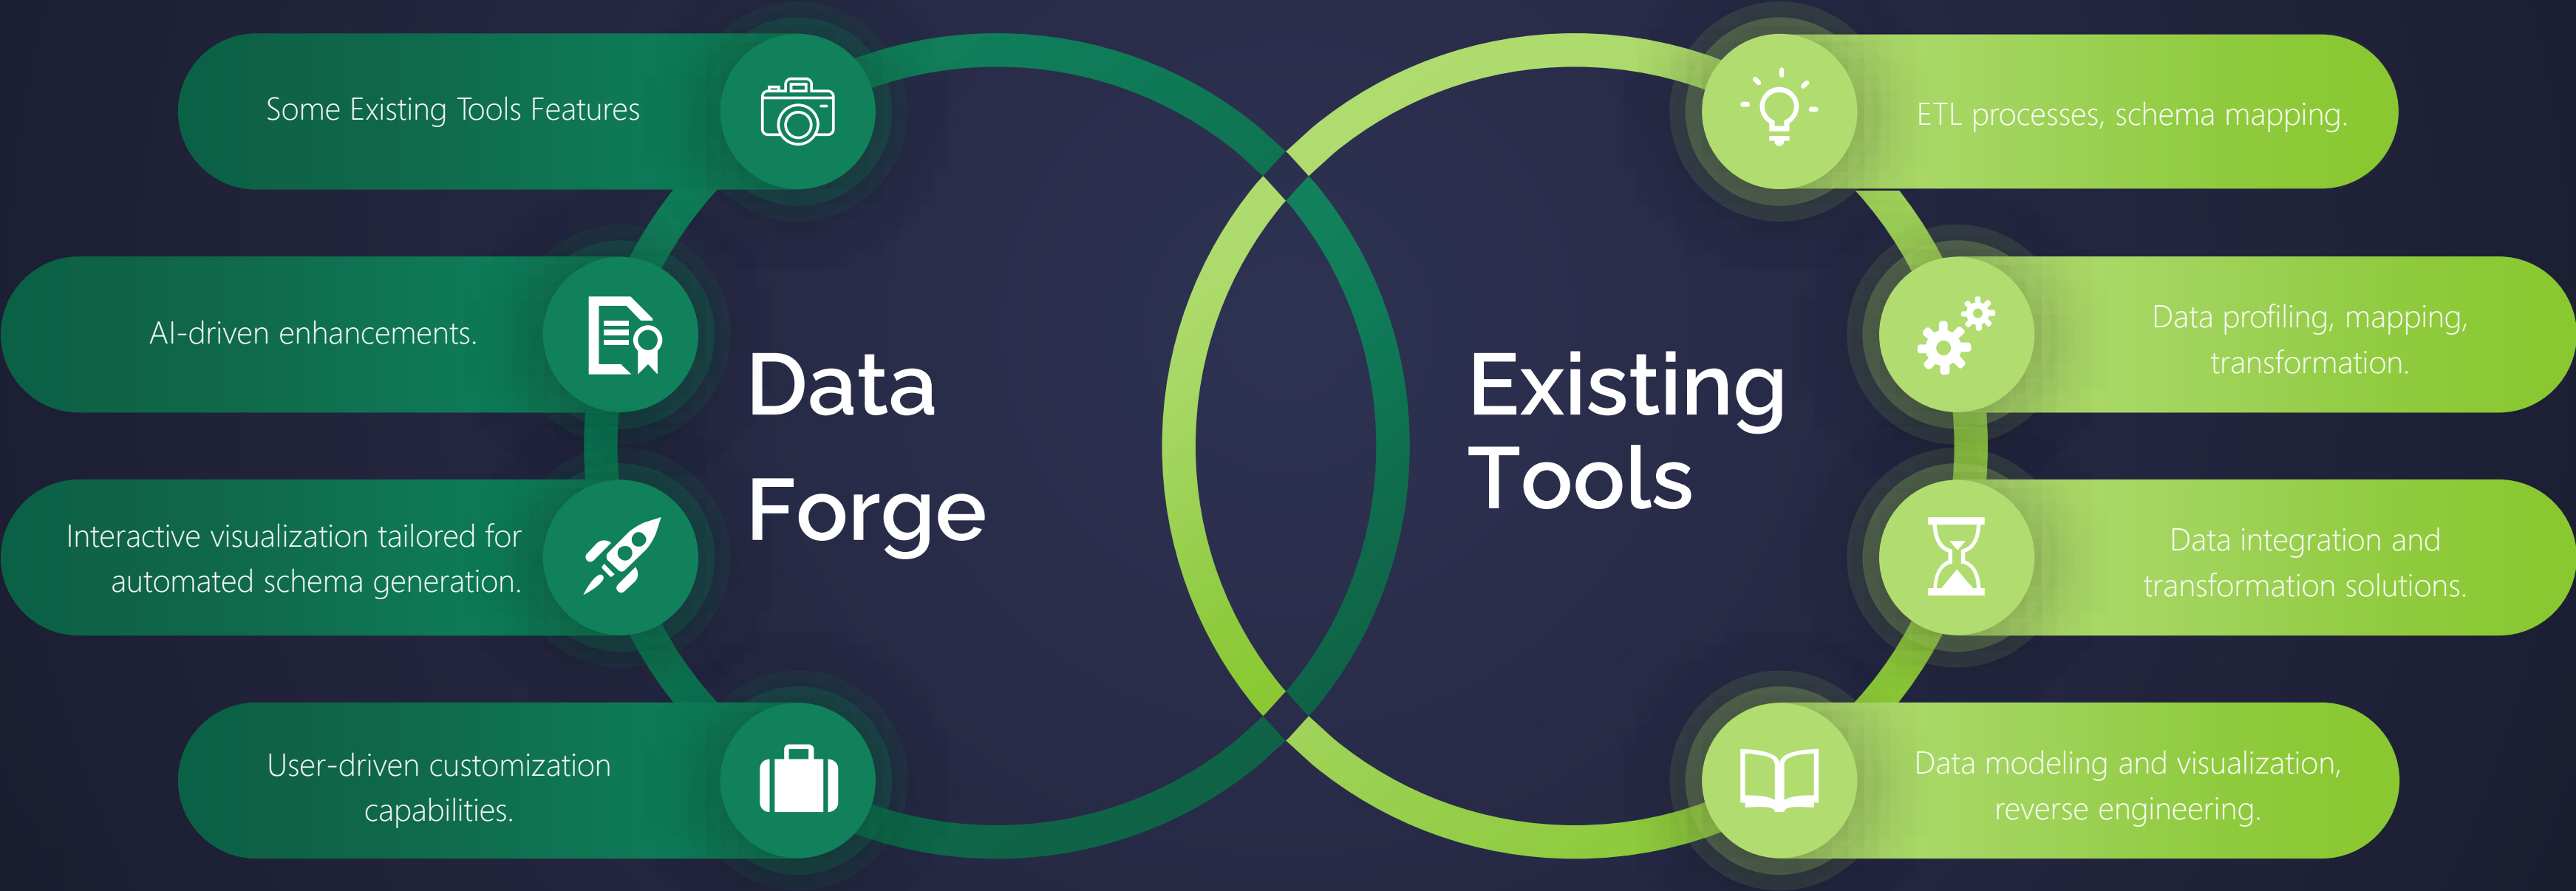 Some Existing Tools Features
AI-driven enhancements.
Interactive visualization tailored for
automated schema generation.
User-driven customization
capabilities.
Data
Forge
Existing
Tools
ETL processes, schema mapping.
Data profiling, mapping,
transformation.
Data integration and
transformation solutions.
Data modeling and visualization,
reverse engineering.